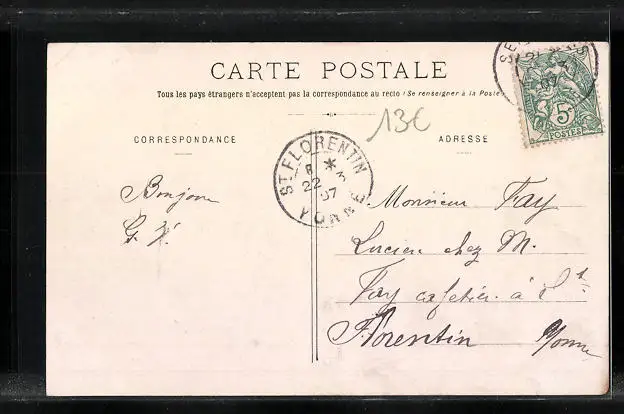 CARTE POSTALE
Tous les pays étrangers n'acceptent pas la correspondance au recto (Se renseigner à la Poste)
13€
CORRESPONDANCE
ADRESSE
ST FLORENTIN
8 *
22 3
07
YONNE
5c
POSTES
Bonjour
G. V.
Monsieur Fay
Lucien chez M.
Fay cafetier à St
Florentin Yonne